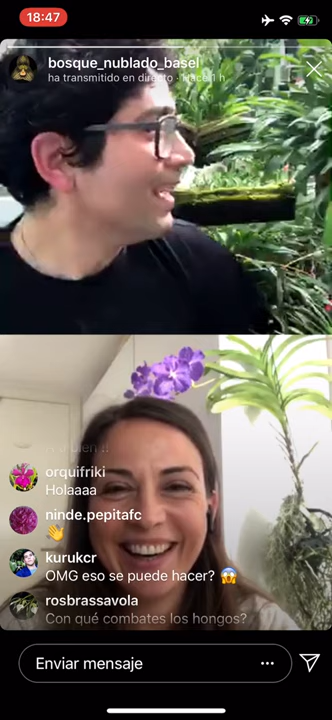 18:47
bosque_nublado_basel
ha transmitido en directo · Hace 1 h
bien !!
orquifriki
Holaaaa
ninde.pepitafc
kurukcr
OMG eso se puede hacer?
rosbrassavola
Con qué combates los hongos?
Enviar mensaje